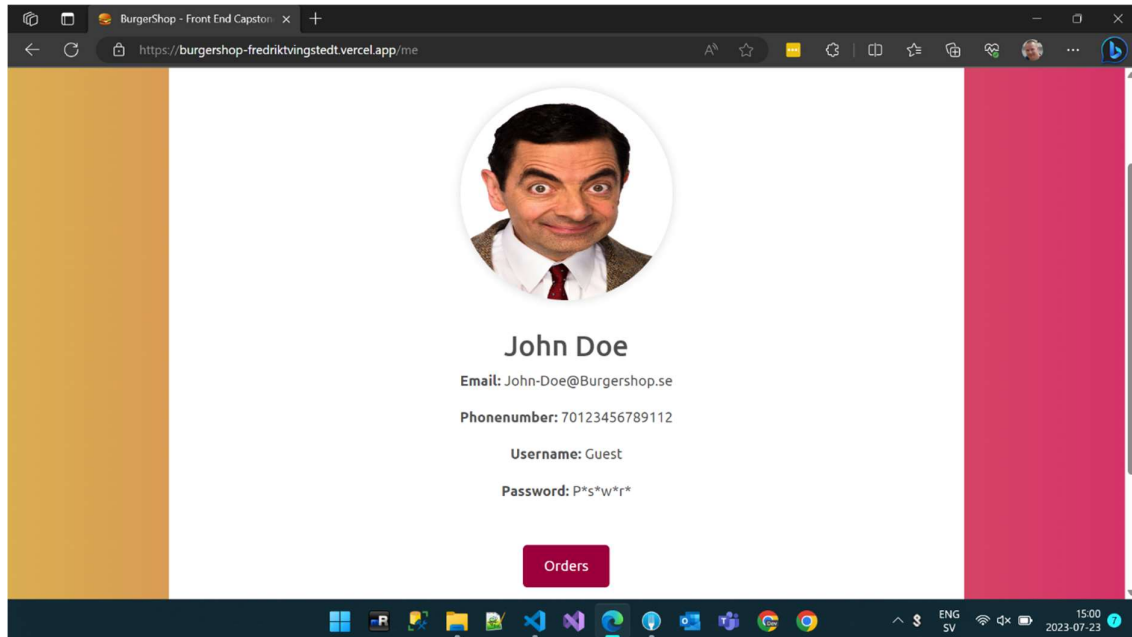 BurgerShop - Front End Capston
https://burgershop-fredriktvingstedt.vercel.app/me
John Doe
Email: John-Doe@Burgershop.se
Phonenumber: 70123456789112
Username: Guest
Password: P*s*w*r*
Orders
ENG
SV
15:00
2023-07-23
7